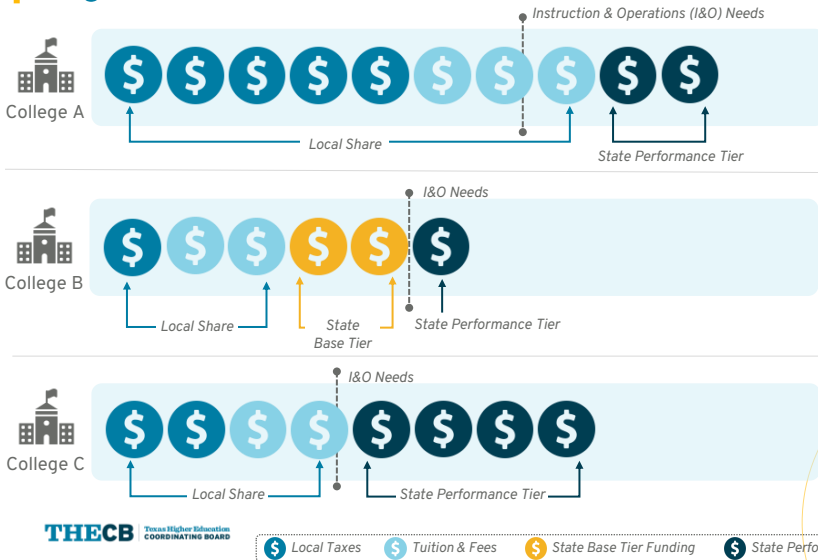 Instruction & Operations (I&O) Needs
$ $ $ $ $ $ $ $ $ $
College A
Local Share
State Performance Tier
I&O Needs
$ $ $ $ $ $
College B
Local Share
State
Base Tier
State Performance Tier
I&O Needs
$ $ $ $ $ $ $ $
College C
Local Share
State Performance Tier
THECB
Texas Higher Education
COORDINATING BOARD
$ Local Taxes
$ Tuition & Fees
$ State Base Tier Funding
$ State Perfo